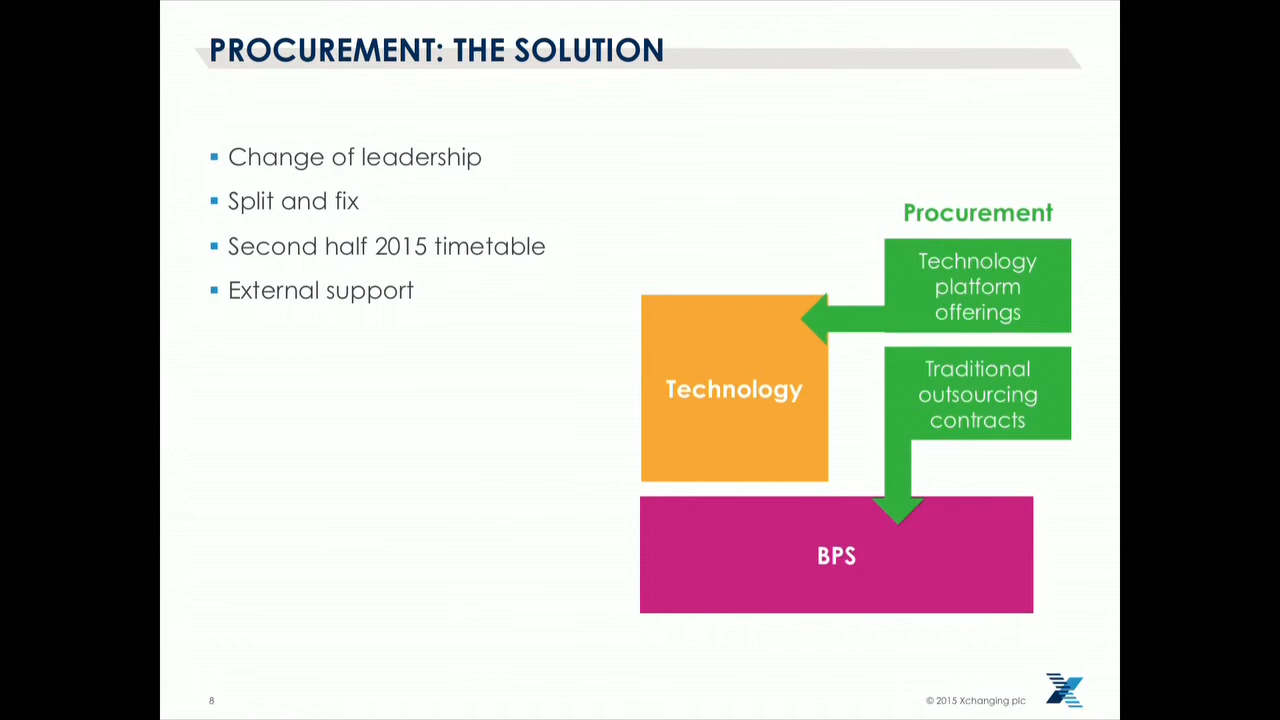 PROCUREMENT: THE SOLUTION
Change of leadership
Split and fix
Second half 2015 timetable
External support
Procurement
Technology
platform
offerings
Traditional
outsourcing
contracts
Technology
BPS
8
© 2015 Xchanging plc